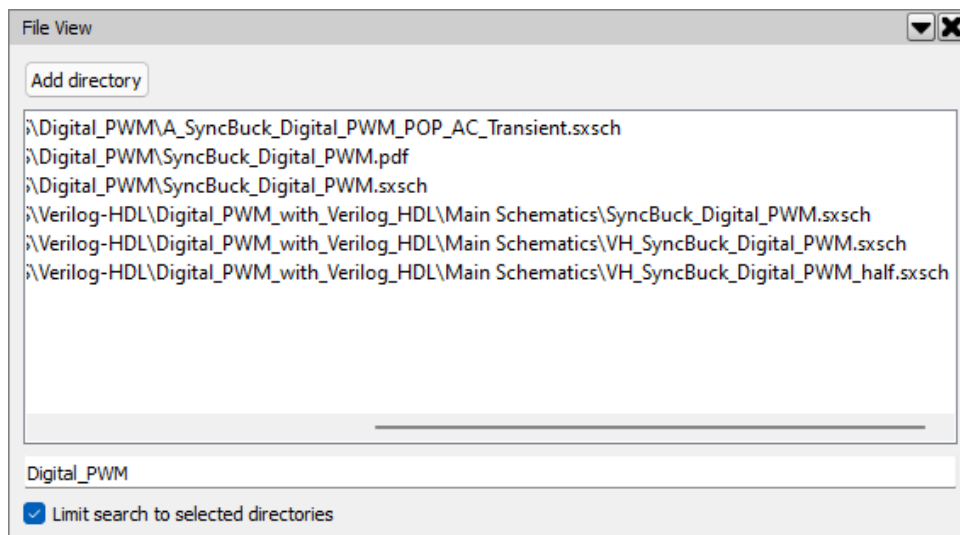 File View
Add directory
\Digital_PWM\A_SyncBuck_Digital_PWM_POP_AC_Transient.sxsch
\Digital_PWM\SyncBuck_Digital_PWM.pdf
\Digital_PWM\SyncBuck_Digital_PWM.sxsch
\Verilog-HDL\Digital_PWM_with_Verilog_HDL\Main Schematics\SyncBuck_Digital_PWM.sxsch
\Verilog-HDL\Digital_PWM_with_Verilog_HDL\Main Schematics\VH_SyncBuck_Digital_PWM.sxsch
\Verilog-HDL\Digital_PWM_with_Verilog_HDL\Main Schematics\VH_SyncBuck_Digital_PWM_half.sxsch
Digital_PWM
Limit search to selected directories